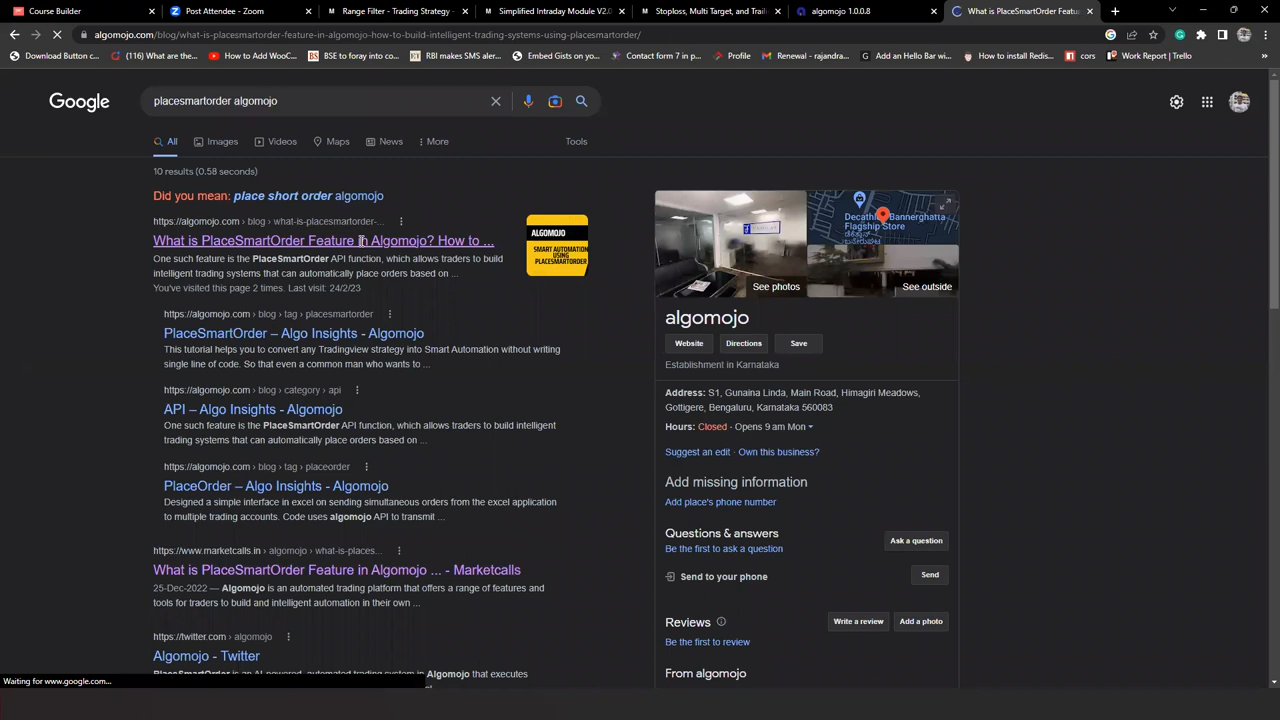 Course Builder
Post Attendee - Zoom
Range Filter - Trading Strategy -
Simplified Intraday Module V2.0
Stoploss, Multi Target, and Traili
algomojo 1.0.0.8
What is PlaceSmartOrder Featur
algomojo.com/blog/what-is-placesmartorder-feature-in-algomojo-how-to-build-intelligent-trading-systems-using-placesmartorder/
Download Button c...
(116) What are the...
How to Add WooC...
BSE to foray into co...
RBI makes SMS aler...
Embed Gists on yo...
Contact form 7 in p...
Profile
Renewal - rajandra...
Add an Hello Bar wi...
How to install Redis...
cors
Work Report | Trello
Google
placesmartorder algomojo
All
Images
Videos
Maps
News
More
Tools
10 results (0.58 seconds)
Did you mean: place short order algomojo
https://algomojo.com › blog › what-is-placesmartorder-...
What is PlaceSmartOrder Feature in Algomojo? How to ...
One such feature is the PlaceSmartOrder API function, which allows traders to build
intelligent trading systems that can automatically place orders based on ...
You've visited this page 2 times. Last visit: 24/2/23
ALGOMOJO
SMART AUTOMATION
USING
PLACESMARTORDER
https://algomojo.com › blog › tag › placesmartorder
PlaceSmartOrder – Algo Insights - Algomojo
This tutorial helps you to convert any Tradingview strategy into Smart Automation without writing
single line of code. So that even a common man who wants to ...
https://algomojo.com › blog › category › api
API – Algo Insights - Algomojo
One such feature is the PlaceSmartOrder API function, which allows traders to build intelligent
trading systems that can automatically place orders based on ...
https://algomojo.com › blog › tag › placeorder
PlaceOrder – Algo Insights - Algomojo
Designed a simple interface in excel on sending simultaneous orders from the excel application
to multiple trading accounts. Code uses algomojo API to transmit ...
https://www.marketcalls.in › algomojo › what-is-places...
What is PlaceSmartOrder Feature in Algomojo ... - Marketcalls
25-Dec-2022 — Algomojo is an automated trading platform that offers a range of features and
tools for traders to build and intelligent automation in their own ...
https://twitter.com › algomojo
Algomojo - Twitter
PlaceSmartOrder is an AI-powered, automated trading system in Algomojo that executes
Decathlon Bannerghatta
Flagship Store
See photos
See outside
algomojo
Website
Directions
Save
Establishment in Karnataka
Address: S1, Gunaina Linda, Main Road, Himagiri Meadows,
Gottigere, Bengaluru, Karnataka 560083
Hours: Closed · Opens 9 am Mon
Suggest an edit · Own this business?
Add missing information
Add place's phone number
Questions & answers
Be the first to ask a question
Ask a question
Send to your phone
Send
Reviews
Write a review
Add a photo
Be the first to review
From algomojo
Waiting for www.google.com...